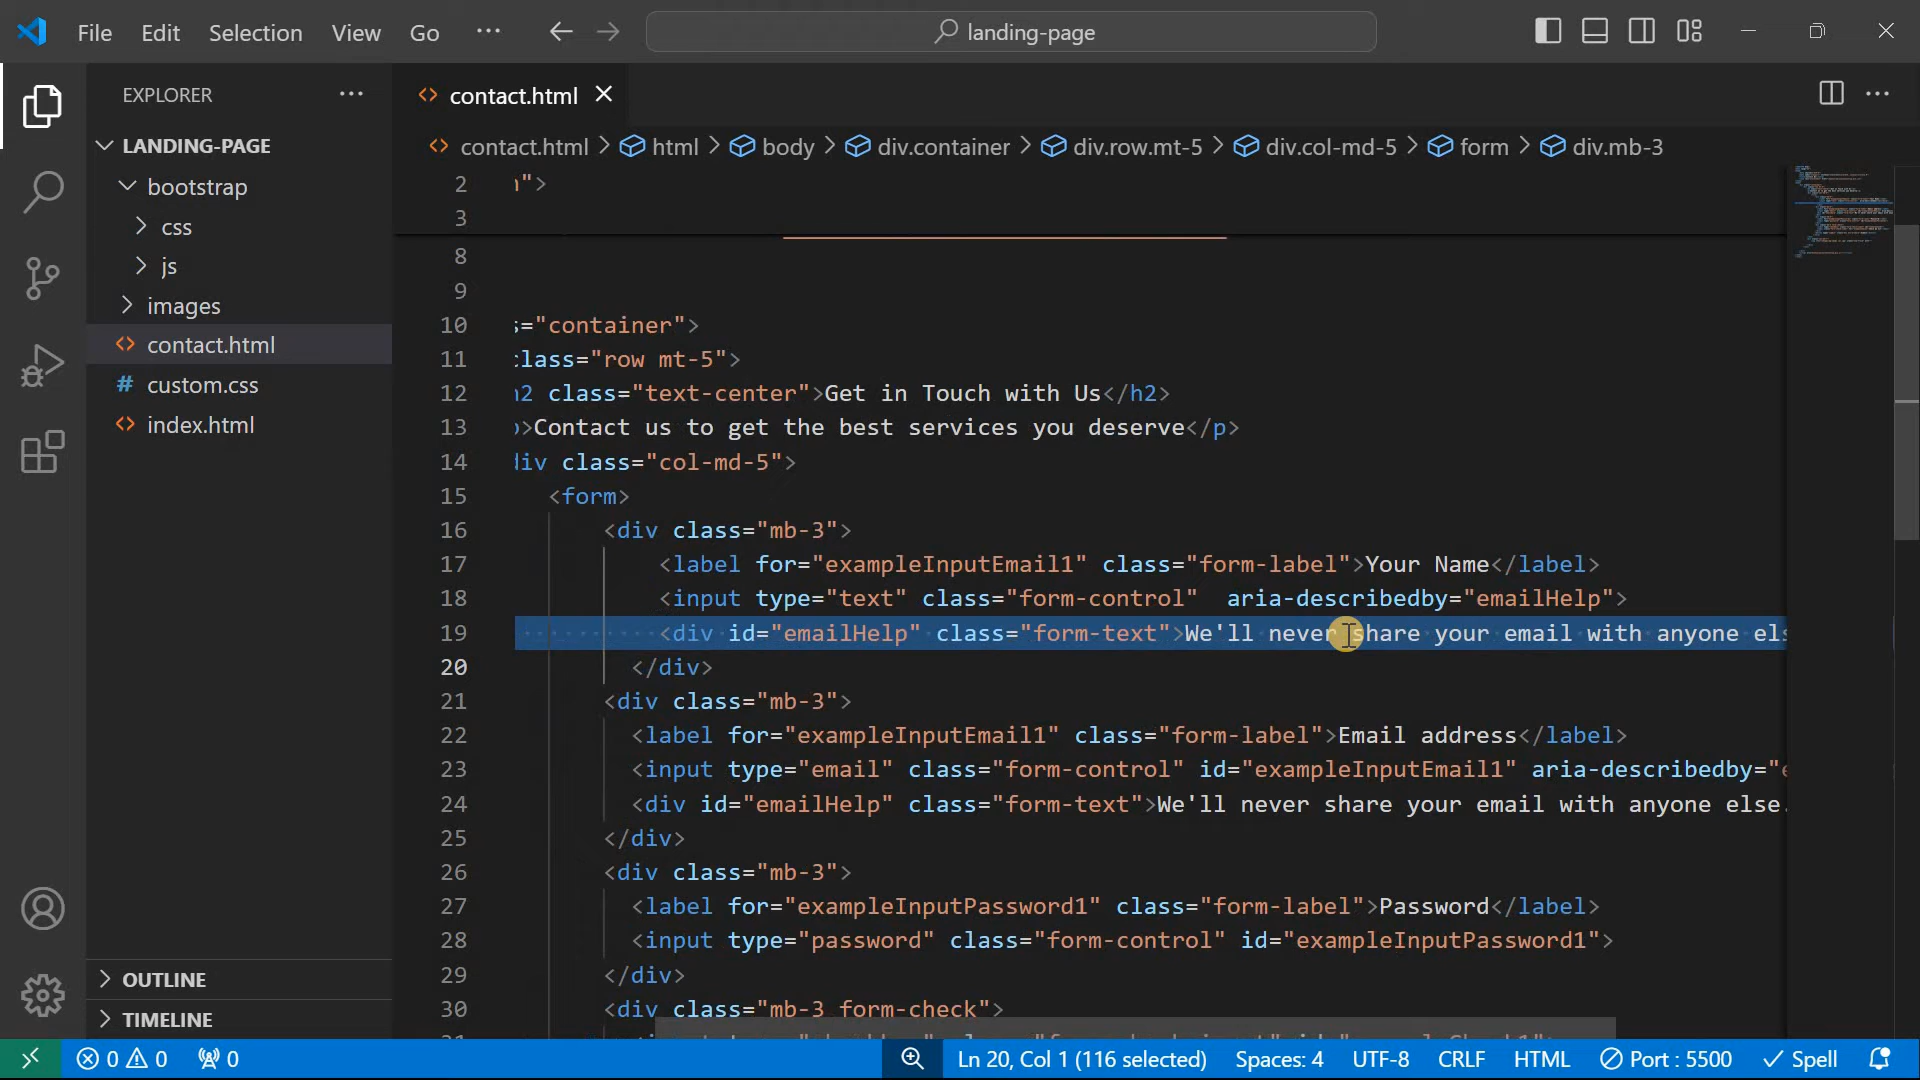 File Edit Selection View Go ··· landing-page
EXPLORER
LANDING-PAGE
bootstrap
css
js
images
contact.html
# custom.css
index.html
OUTLINE
TIMELINE
contact.html
contact.html > html > body > div.container > div.row.mt-5 > div.col-md-5 > form > div.mb-3
2 ">
3
8
9
10 ="container">
11 class="row mt-5">
12 h2 class="text-center">Get in Touch with Us</h2>
13 >Contact us to get the best services you deserve</p>
14 div class="col-md-5">
15 <form>
16 <div class="mb-3">
17 <label for="exampleInputEmail1" class="form-label">Your Name</label>
18 <input type="text" class="form-control"  aria-describedby="emailHelp">
19 <div id="emailHelp" class="form-text">We'll never share your email with anyone els
20 </div>
21 <div class="mb-3">
22 <label for="exampleInputEmail1" class="form-label">Email address</label>
23 <input type="email" class="form-control" id="exampleInputEmail1" aria-describedby="e
24 <div id="emailHelp" class="form-text">We'll never share your email with anyone else.
25 </div>
26 <div class="mb-3">
27 <label for="exampleInputPassword1" class="form-label">Password</label>
28 <input type="password" class="form-control" id="exampleInputPassword1">
29 </div>
30 <div class="mb-3 form-check">
0 0 0 Ln 20, Col 1 (116 selected) Spaces: 4 UTF-8 CRLF HTML Port : 5500 Spell